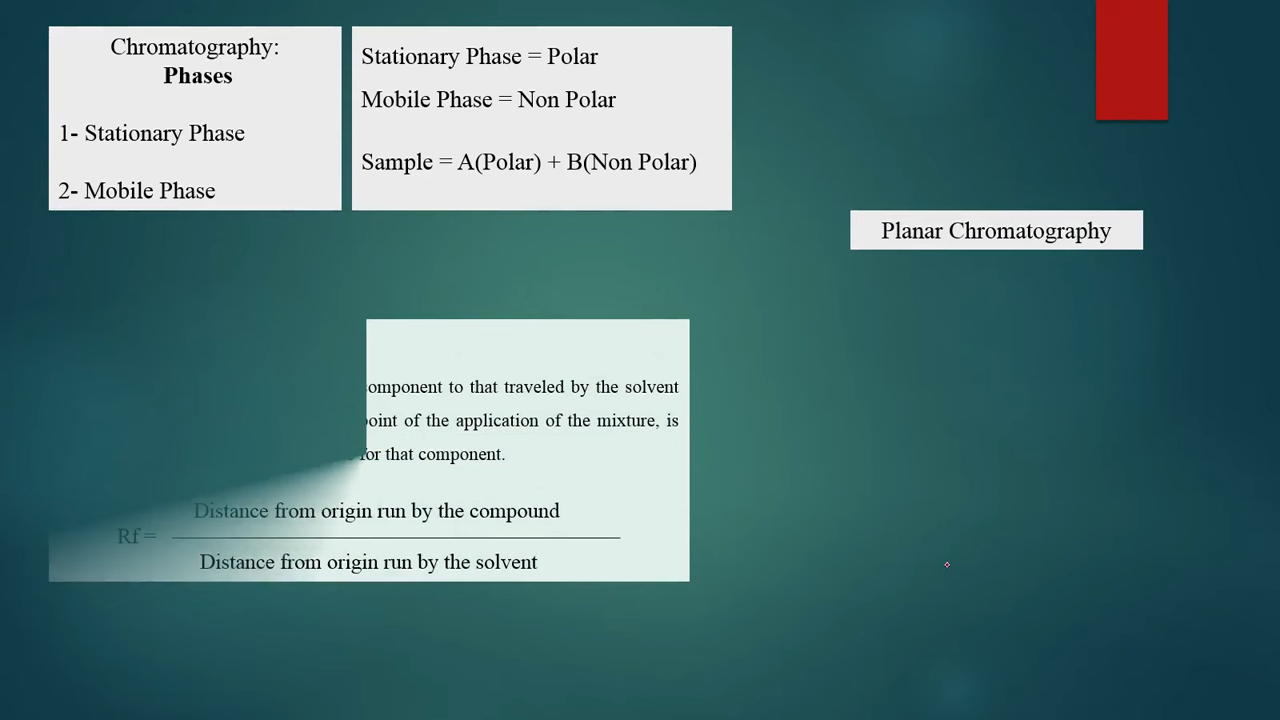 Chromatography:
Phases
1- Stationary Phase
2- Mobile Phase
Stationary Phase = Polar
Mobile Phase = Non Polar
Sample = A(Polar) + B(Non Polar)
Planar Chromatography
component to that traveled by the solvent
point of the application of the mixture, is
for that component.
Distance from origin run by the compound
Rf =
Distance from origin run by the solvent